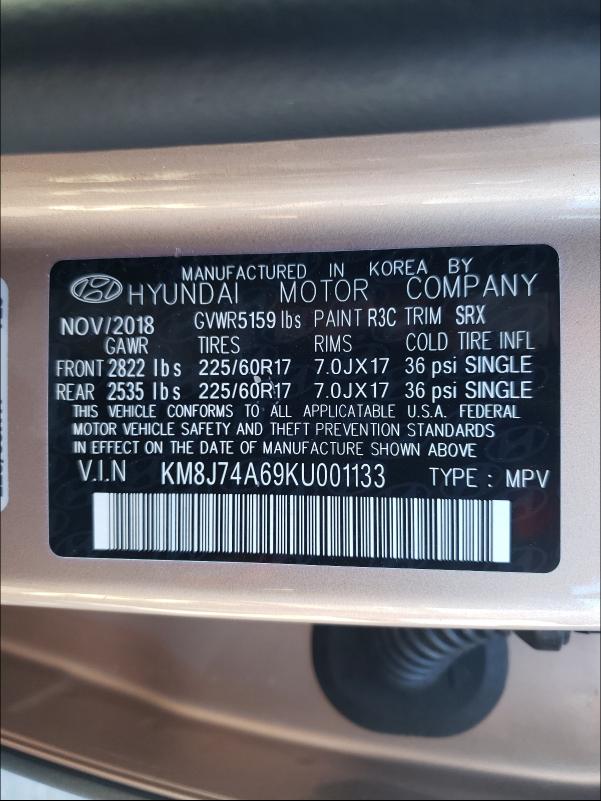 MANUFACTURED IN KOREA BY
HYUNDAI MOTOR COMPANY
NOV/2018 GVWR5159 lbs PAINT R3C TRIM SRX
GAWR TIRES RIMS COLD TIRE INFL
FRONT 2822 lbs 225/60R17 7.0JX17 36 psi SINGLE
REAR 2535 lbs 225/60R17 7.0JX17 36 psi SINGLE
THIS VEHICLE CONFORMS TO ALL APPLICATABLE U.S.A. FEDERAL
MOTOR VEHICLE SAFETY AND THEFT PREVENTION STANDARDS
IN EFFECT ON THE DATE OF MANUFACTURE SHOWN ABOVE
V.I.N KM8J74A69KU001133 TYPE : MPV